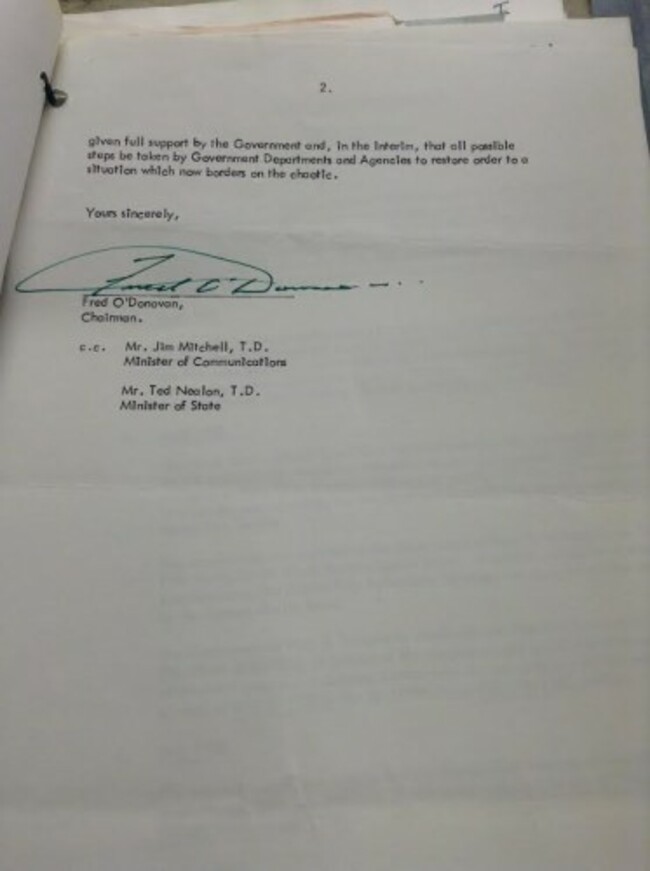 2.
given full support by the Government and, in the interim, that all possible
steps be taken by Government Departments and Agencies to restore order to a
situation which now borders on the chaotic.
Yours sincerely,
Fred O'Donovan
Fred O'Donovan,
Chairman.
c.c. Mr. Jim Mitchell, T.D.
Minister of Communications
Mr. Ted Nealon, T.D.
Minister of State